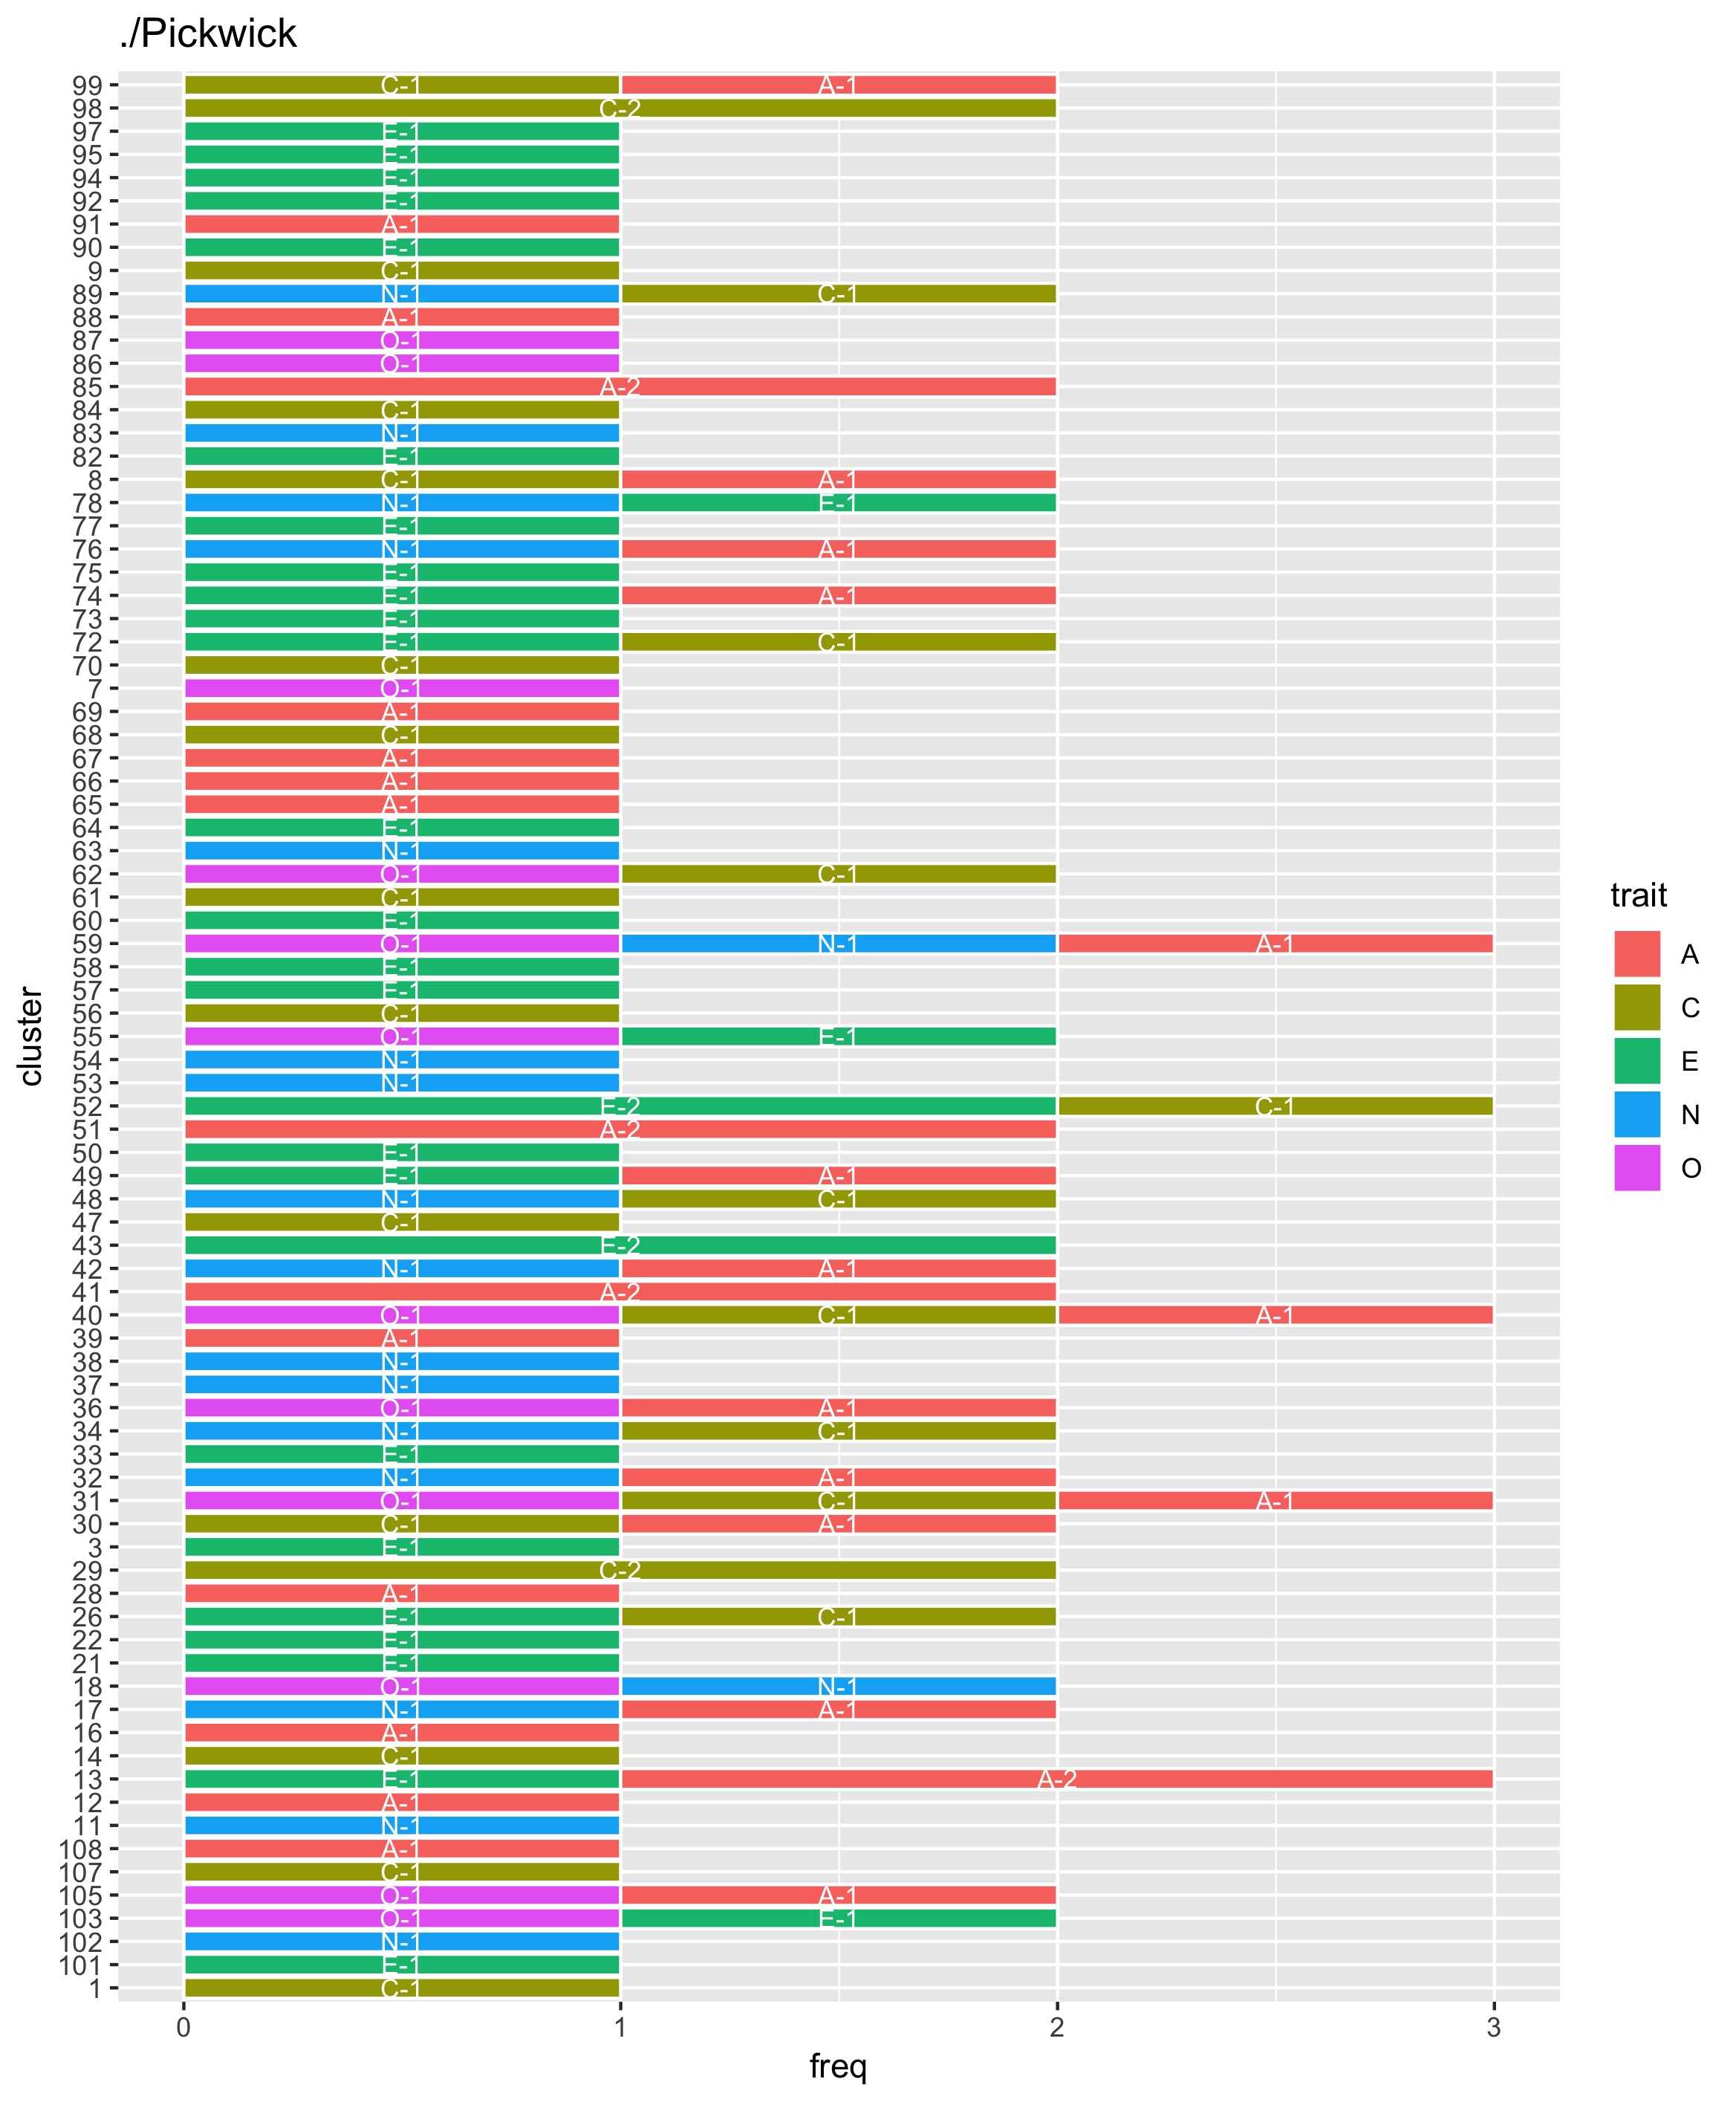 ./Pickwick
99 C-1 A-1
98 C-2
97 E-1
95 E-1
94 E-1
92 E-1
91 A-1
90 E-1
9 C-1
89 N-1 C-1
88 A-1
87 O-1
86 O-1
85 A-2
84 C-1
83 N-1
82 E-1
8 C-1 A-1
78 N-1 E-1
77 E-1
76 N-1 A-1
75 E-1
74 E-1 A-1
73 E-1
72 E-1 C-1
70 C-1
7 O-1
69 A-1
68 C-1
67 A-1
66 A-1
65 A-1
64 E-1
63 N-1
62 O-1 C-1
61 C-1
60 E-1
59 O-1 N-1 A-1
58 E-1
57 E-1
56 C-1
55 O-1 E-1
54 N-1
53 N-1
52 E-2 C-1
51 A-2
50 E-1
49 E-1 A-1
48 N-1 C-1
47 C-1
43 E-2
42 N-1 A-1
41 A-2
40 O-1 C-1 A-1
39 A-1
38 N-1
37 N-1
36 O-1 A-1
34 N-1 C-1
33 E-1
32 N-1 A-1
31 O-1 C-1 A-1
30 C-1 A-1
3 E-1
29 C-2
28 A-1
26 E-1 C-1
22 E-1
21 E-1
18 O-1 N-1
17 N-1 A-1
16 A-1
14 C-1
13 E-1 A-2
12 A-1
11 N-1
108 A-1
107 C-1
105 O-1 A-1
103 O-1 E-1
102 N-1
101 E-1
1 C-1
0 1 2 3
freq
cluster
trait
A
C
E
N
O